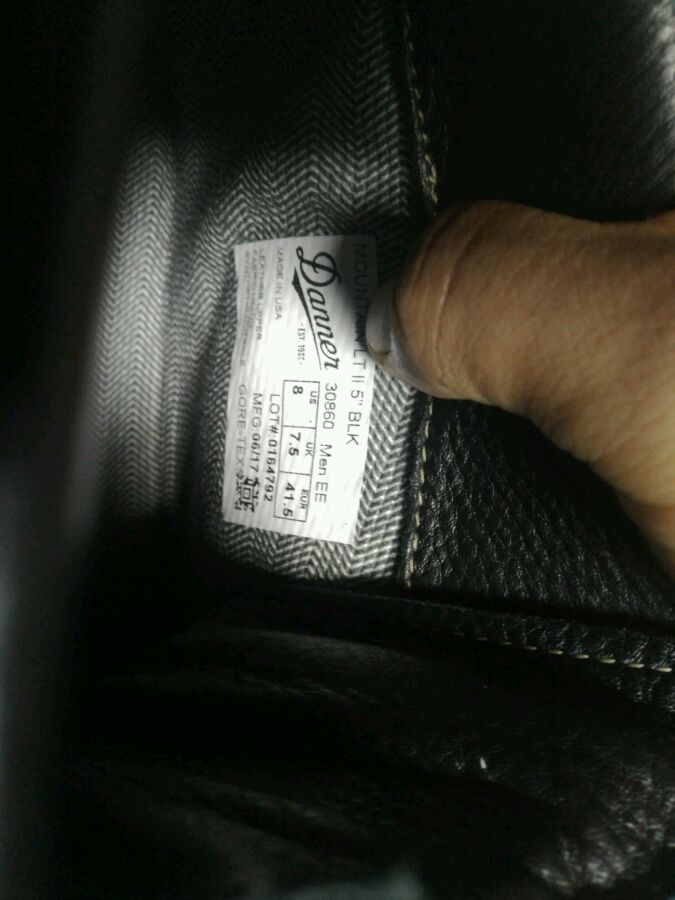 MOUNTAIN LT II 5" BLK
Danner
- EST. 1932 -
30860 Men EE
US UK EUR
8 7.5 41.5
LOT#:0164792
MFG 06/17
GORE-TEX
MADE IN USA
LEATHER UPPER